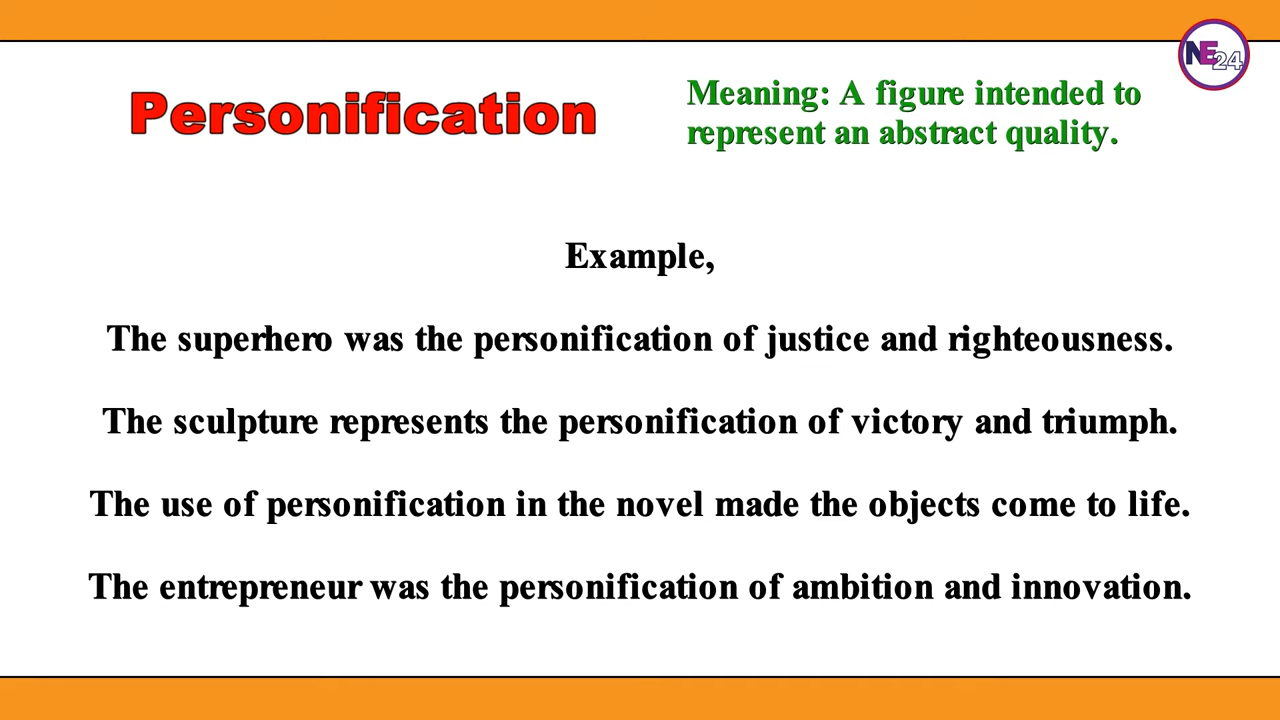 Personification
Meaning: A figure intended to
represent an abstract quality.
NE24
Example,
The superhero was the personification of justice and righteousness.
The sculpture represents the personification of victory and triumph.
The use of personification in the novel made the objects come to life.
The entrepreneur was the personification of ambition and innovation.